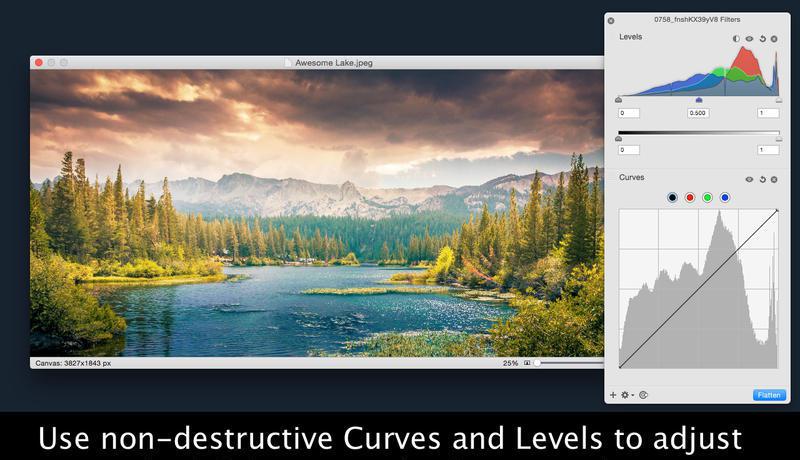 Awesome Lake.jpeg
Canvas: 3827x1843 px
25%
0758_fnshKX39yV8 Filters
Levels
0 0.500 1
0 1
Curves
Flatten
Use non-destructive Curves and Levels to adjust